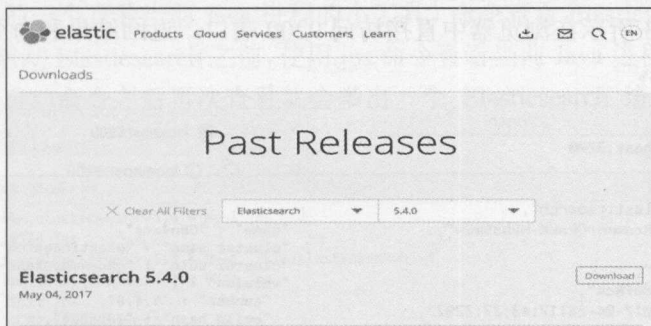 elastic Products Cloud Services Customers Learn EN
Downloads
Past Releases
Clear All Filters Elasticsearch 5.4.0
Elasticsearch 5.4.0 Download
May 04, 2017